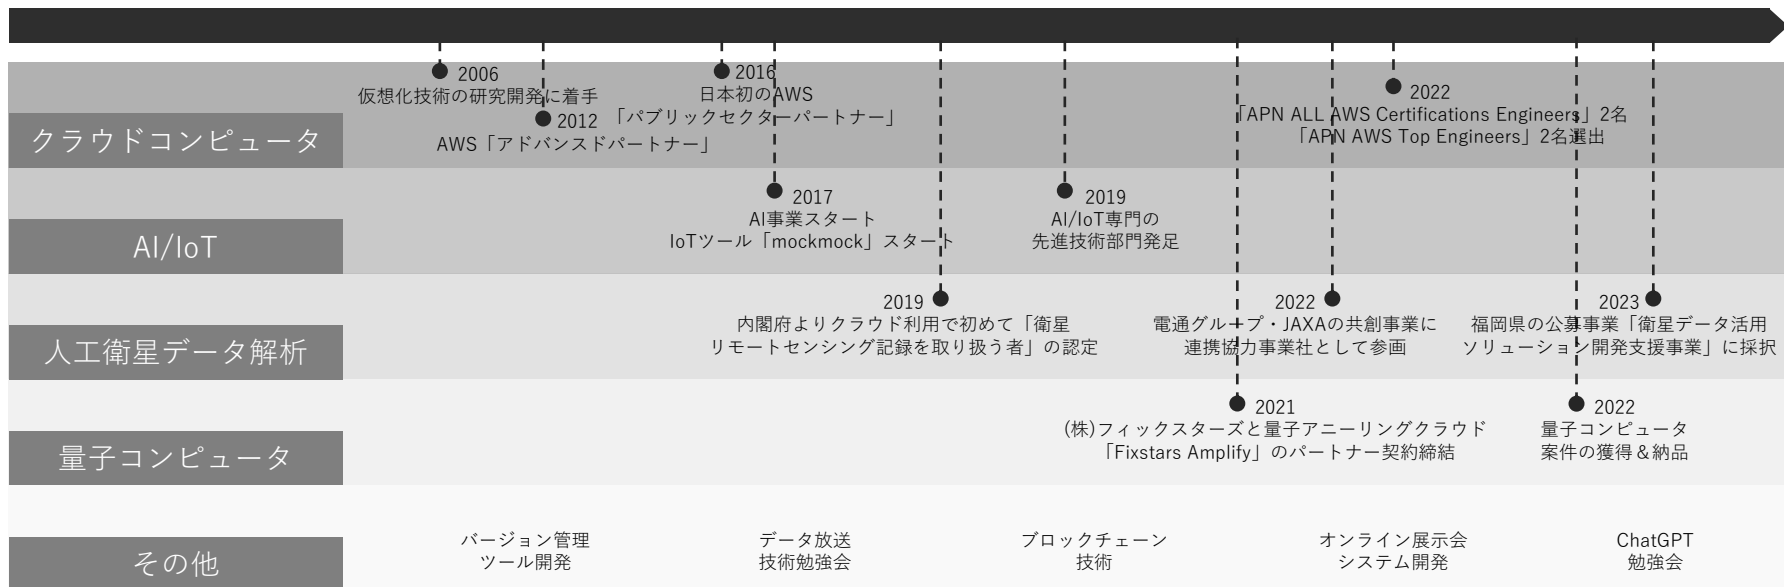 クラウドコンピュータ
2006
仮想化技術の研究開発に着手
2012
AWS「アドバンスドパートナー」
2016
日本初のAWS
「パブリックセクターパートナー」
2022
「APN ALL AWS Certifications Engineers」2名
「APN AWS Top Engineers」2名選出
AI/IoT
2017
AI事業スタート
IoTツール「mockmock」スタート
2019
AI/IoT専門の
先進技術部門発足
人工衛星データ解析
2019
内閣府よりクラウド利用で初めて「衛星
リモートセンシング記録を取り扱う者」の認定
2022
電通グループ・JAXAの共創事業に
連携協力事業社として参画
2023
福岡県の公募事業「衛星データ活用
ソリューション開発支援事業」に採択
量子コンピュータ
2021
(株)フィックスターズと量子アニーリングクラウド
「Fixstars Amplify」のパートナー契約締結
2022
量子コンピュータ
案件の獲得＆納品
その他
バージョン管理
ツール開発
データ放送
技術勉強会
ブロックチェーン
技術
オンライン展示会
システム開発
ChatGPT
勉強会